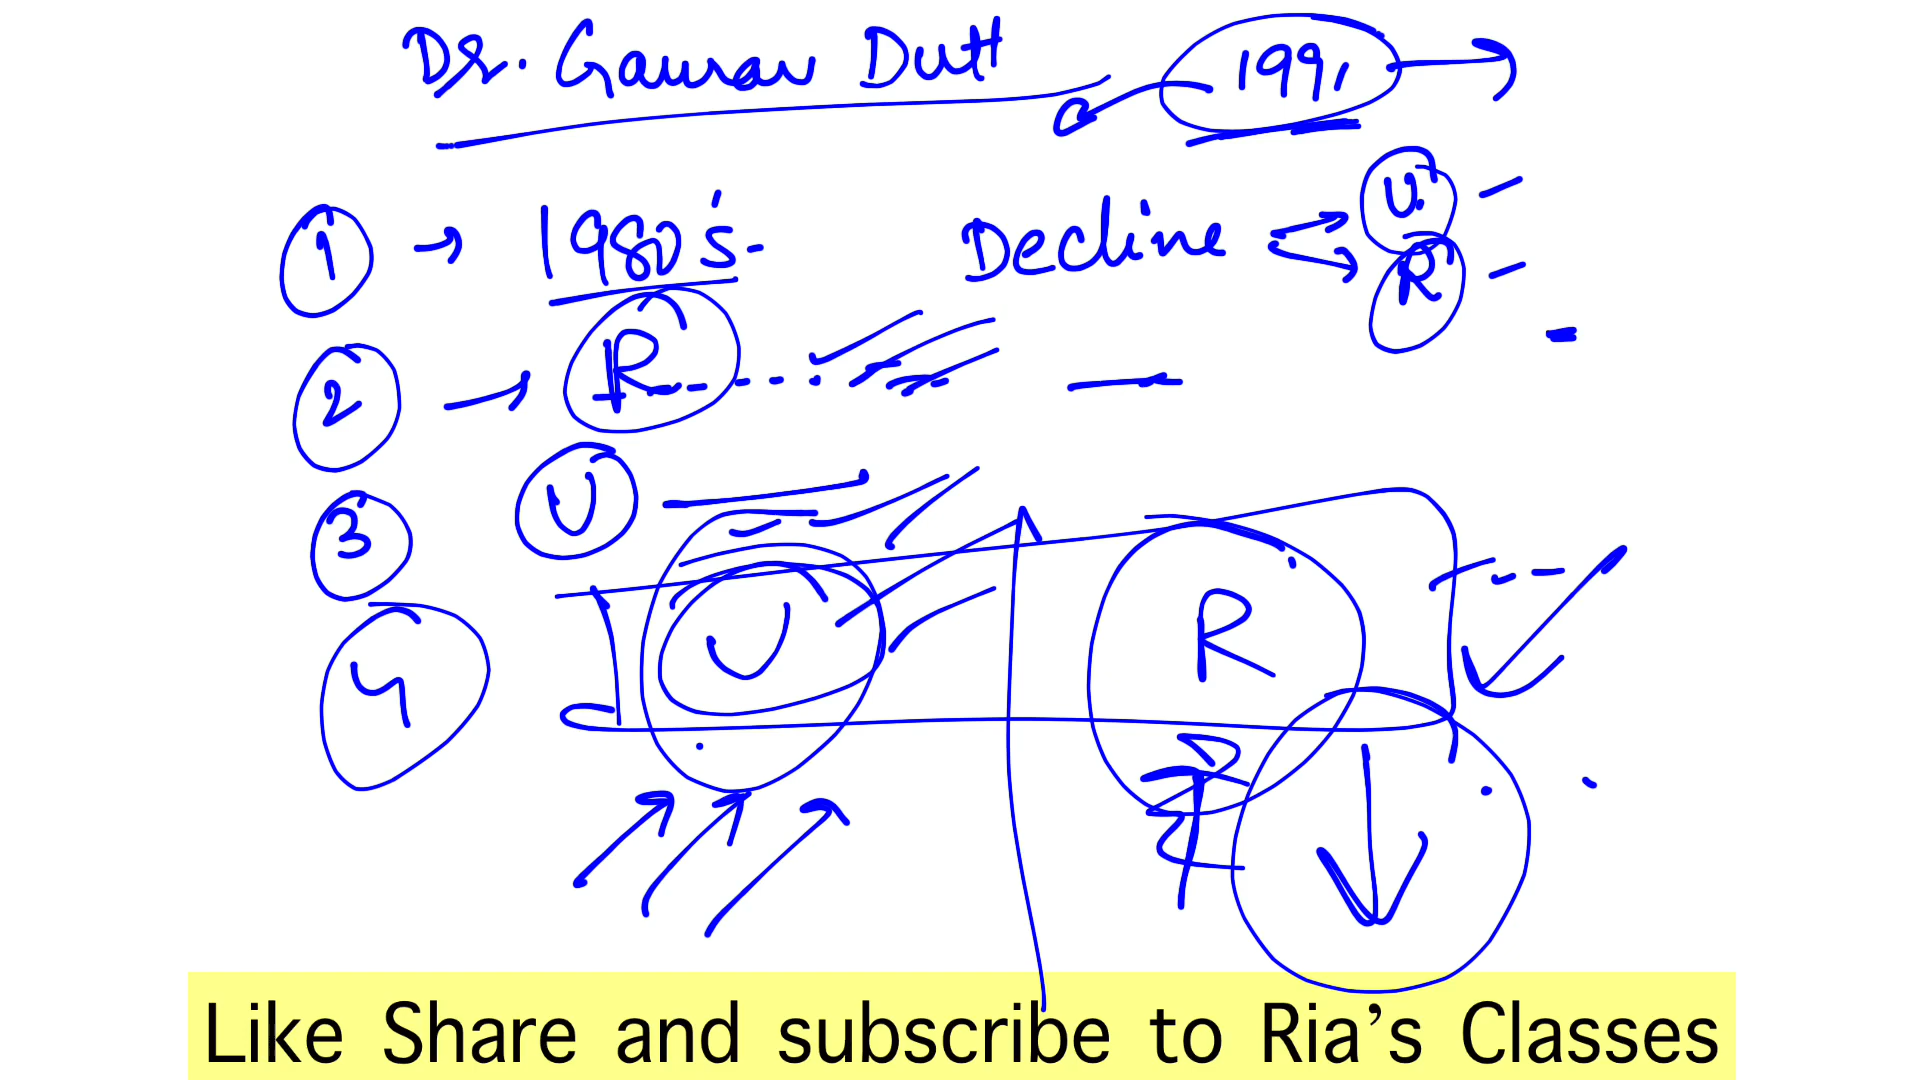 Dr. Gaurav Dutt 1991
1 → 1980's Decline U
R
2 → R
U
3
U R
4
Like Share and subscribe to Ria's Classes